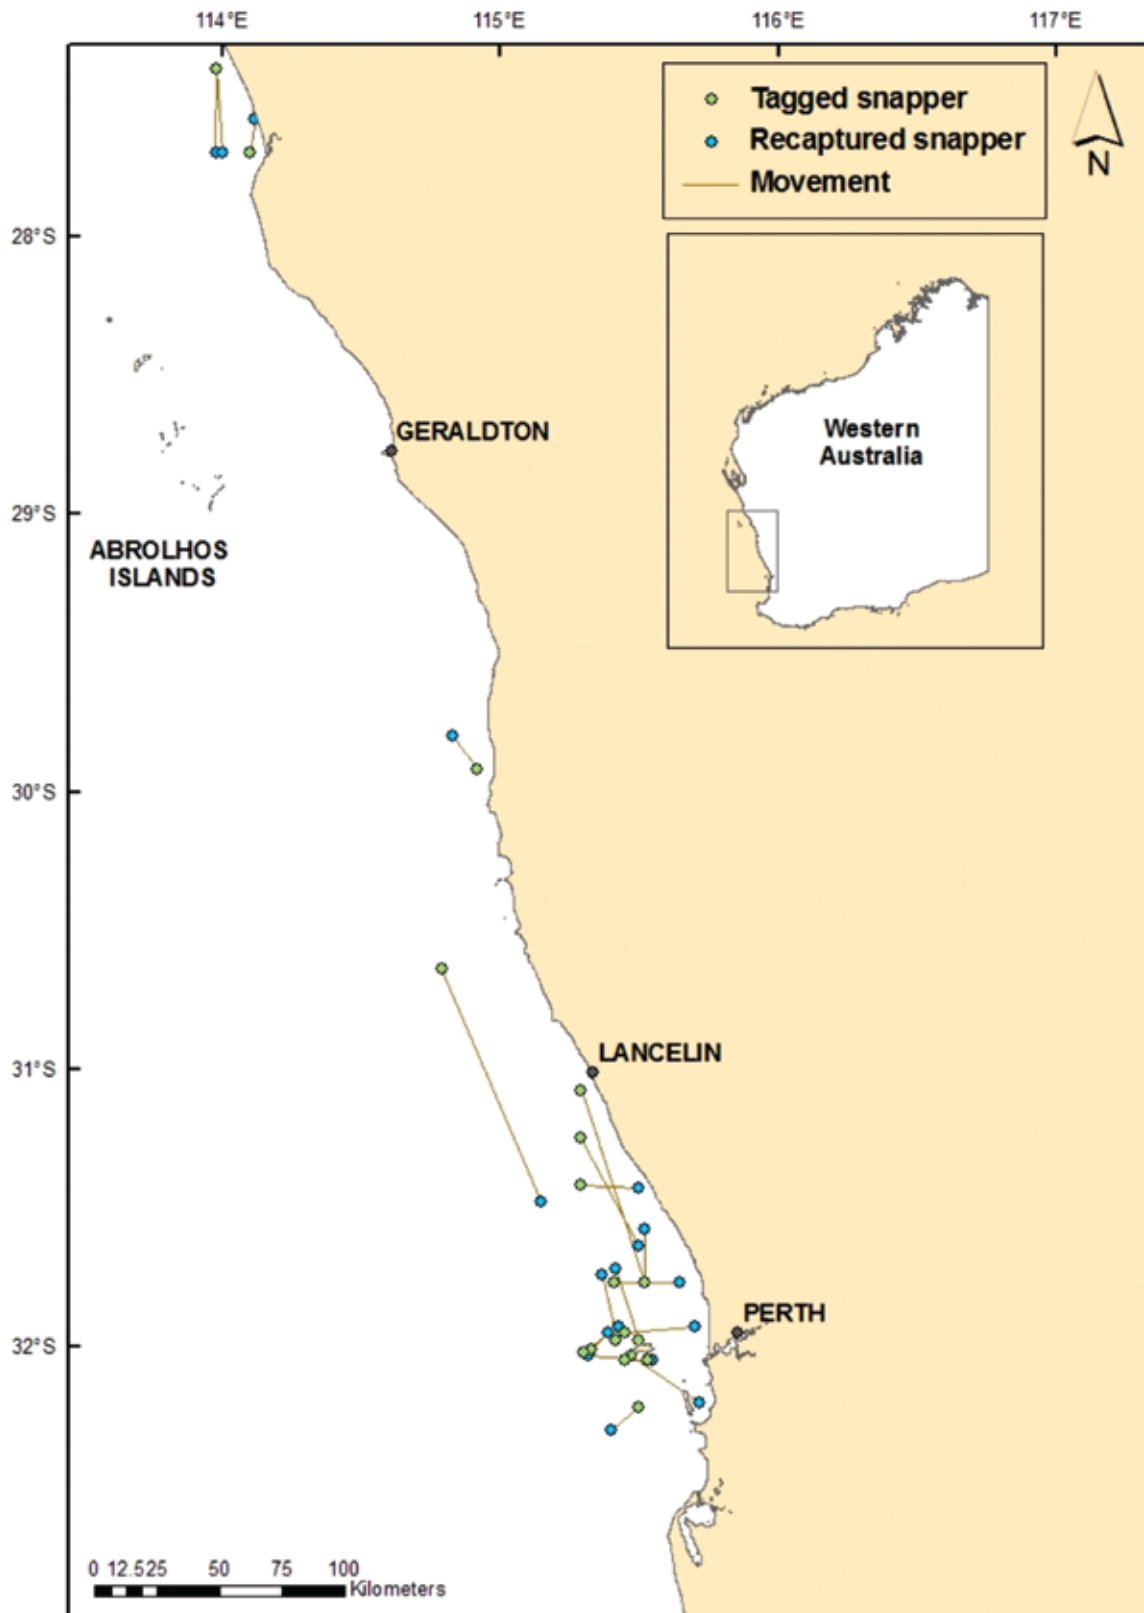 114°E 115°E 116°E 117°E
Tagged snapper
Recaptured snapper
Movement
N
28°S
Western
Australia
GERALDTON
29°S
ABROLHOS
ISLANDS
30°S
LANCELIN
31°S
PERTH
32°S
0 12.525 50 75 100
Kilometers